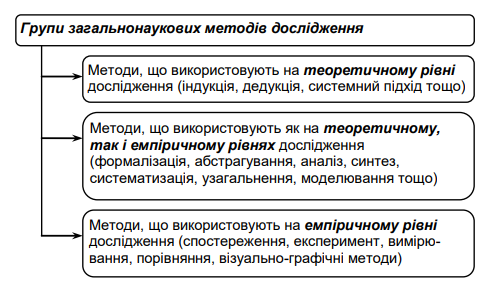 Групи загальнонаукових методів дослідження
Методи, що використовують на теоретичному рівні
дослідження (індукція, дедукція, системний підхід тощо)
Методи, що використовують як на теоретичному,
так і емпіричному рівнях дослідження
(формалізація, абстрагування, аналіз, синтез,
систематизація, узагальнення, моделювання тощо)
Методи, що використовують на емпіричному рівні
дослідження (спостереження, експеримент, вимірю-
вання, порівняння, візуально-графічні методи)